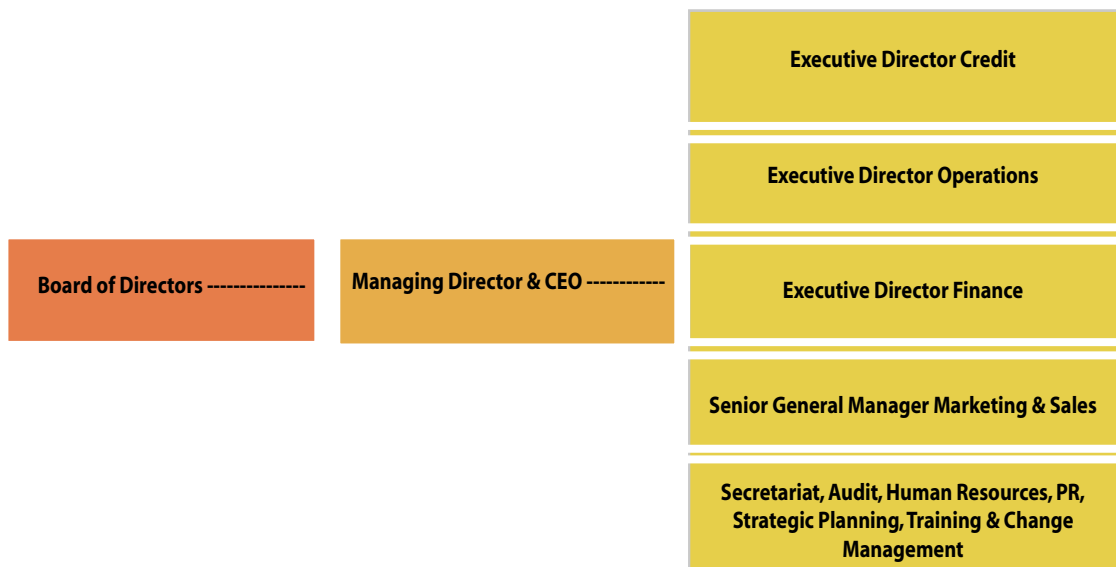 Executive Director Credit
Executive Director Operations
Board of Directors ---------------
Managing Director & CEO ------------
Executive Director Finance
Senior General Manager Marketing & Sales
Secretariat, Audit, Human Resources, PR,
Strategic Planning, Training & Change
Management